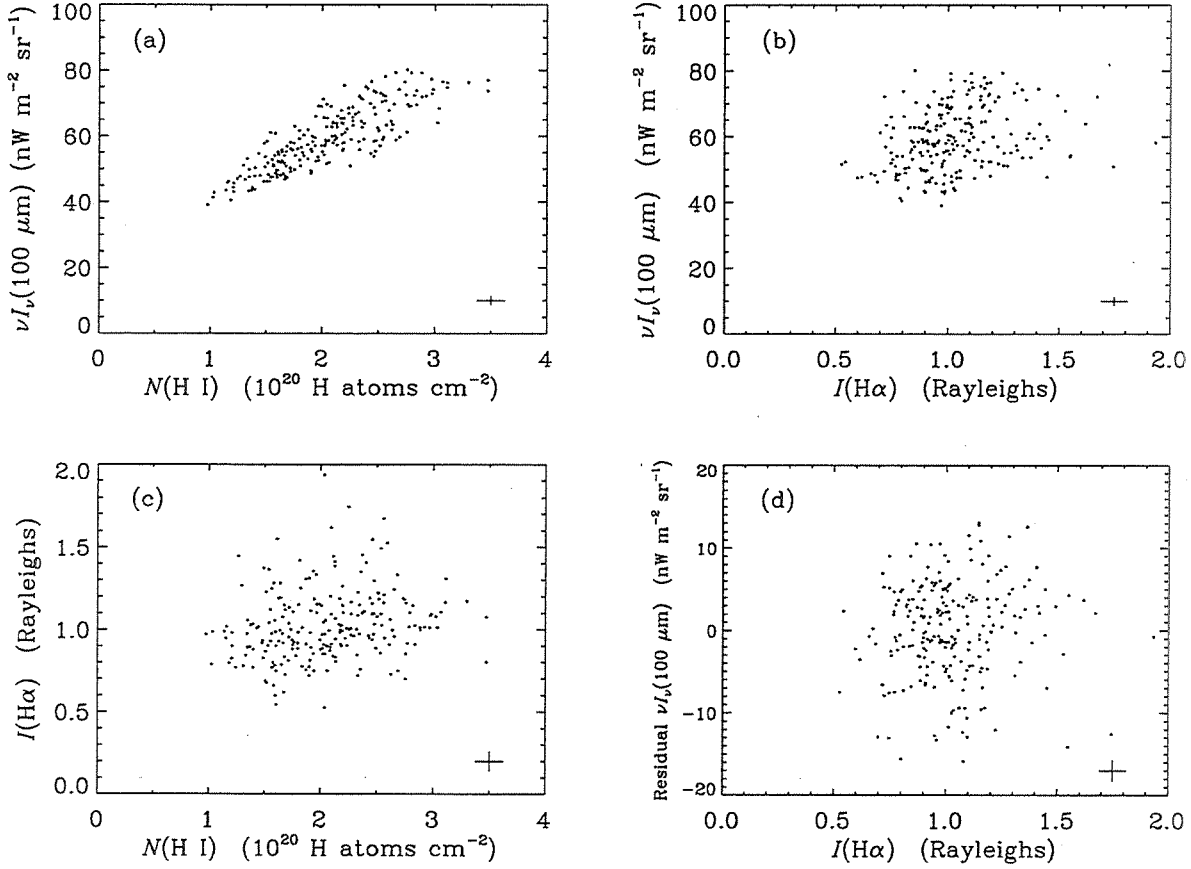 (a)
100
80
60
40
20
0
νIν(100 μm) (nW m⁻² sr⁻¹)
0 1 2 3 4
N(H I) (10²⁰ H atoms cm⁻²)
(b)
100
80
60
40
20
0
νIν(100 μm) (nW m⁻² sr⁻¹)
0.0 0.5 1.0 1.5 2.0
I(Hα) (Rayleighs)
(c)
2.0
1.5
1.0
0.5
0.0
I(Hα) (Rayleighs)
0 1 2 3 4
N(H I) (10²⁰ H atoms cm⁻²)
(d)
20
10
0
−10
−20
Residual νIν(100 μm) (nW m⁻² sr⁻¹)
0.0 0.5 1.0 1.5 2.0
I(Hα) (Rayleighs)